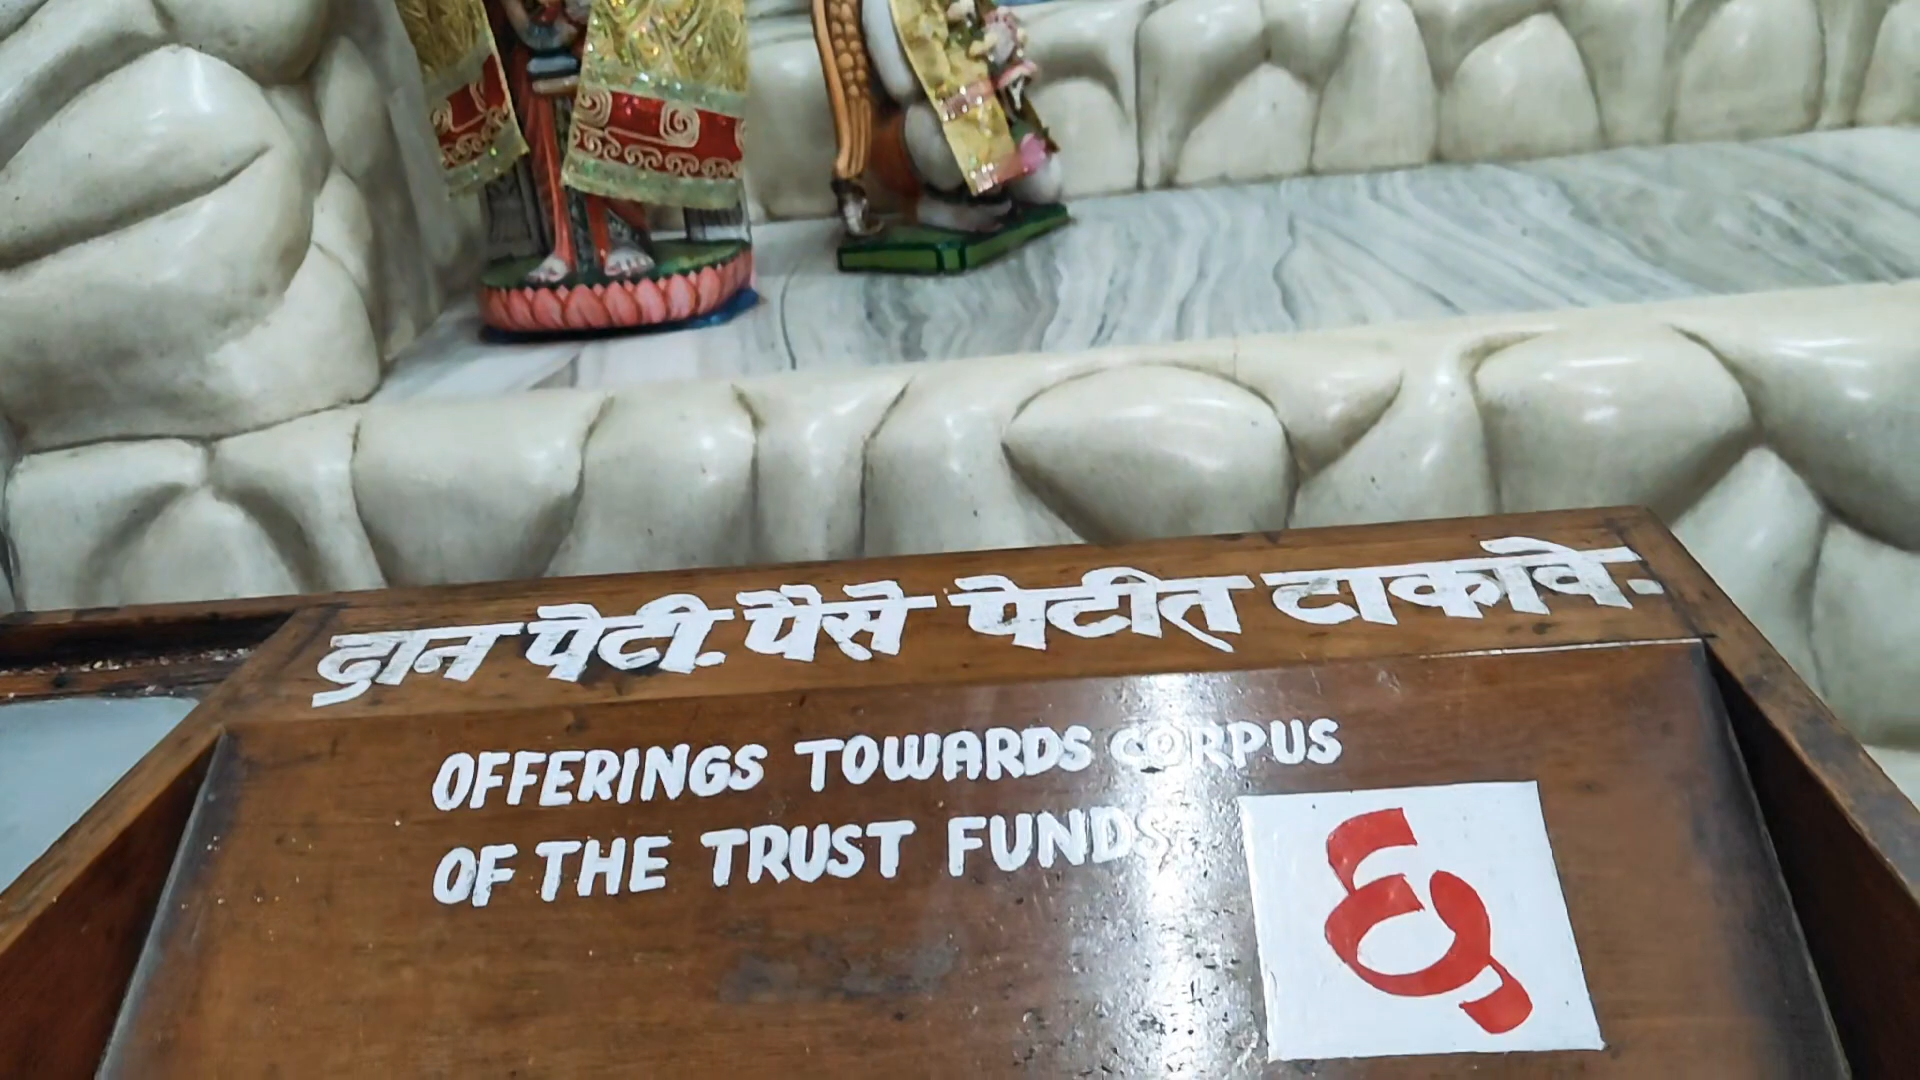 दान पेटी. पैसे पेटीत टाकावे.
OFFERINGS TOWARDS CORPUS
OF THE TRUST FUNDS.
६